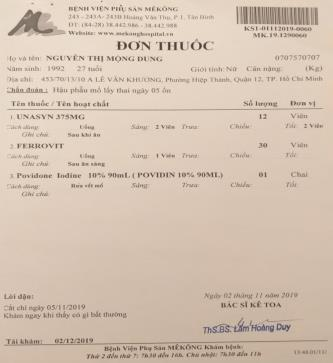 BỆNH VIỆN PHỤ SẢN MÊKÔNG
243 - 243A - 243B Hoàng Văn Thụ, P.1, Tân Bình
ĐT: (84-28) 38.442.986 - 38.442.988
Website: www.mekonghospital.vn
KS1-01112019-0060
MK.19.1290060
ĐƠN THUỐC
Họ và tên: NGUYỄN THỊ MỘNG DUNG 0707570707
Năm sinh: 1992 27 tuổi Giới tính: Nữ Cân nặng: (Kg)
Địa chỉ: 453/70/13/10 A LÊ VĂN KHƯƠNG, Phường Hiệp Thành, Quận 12, TP. Hồ Chí Minh
Chẩn đoán: Hậu phẫu mổ lấy thai ngày 05 ổn
Tên thuốc / Tên hoạt chất Số lượng Đơn vị
1. UNASYN 375MG 12 Viên
Cách dùng: Uống Sáng: 2 Viên Trưa: Chiều: Tối: 2 Viên
Ghi chú: Sau khi ăn
2. FERROVIT 30 Viên
Cách dùng: Uống Sáng: 1 Viên Trưa: Chiều: Tối:
Ghi chú: Sau ăn sáng
3. Povidone Iodine 10% 90mL ( POVIDIN 10% 90ML) 01 Chai
Cách dùng: Rửa vết mổ Sáng: Trưa: Chiều: Tối:
Ghi chú:
Lời dặn:
Cắt chỉ ngày 05/11/2019
Khám ngay khi thấy có gì bất thường
Ngày 02 tháng 11 năm 2019
BÁC SĨ KÊ TOA
ThS.BS. Lâm Hoàng Duy
Tái khám: 02/12/2019
Bệnh Viện Phụ Sản MÊKÔNG Khám bệnh:
Thứ 2 đến thứ 7: 7h30 đến 16h. Chủ nhật: 7h30 đến 11h